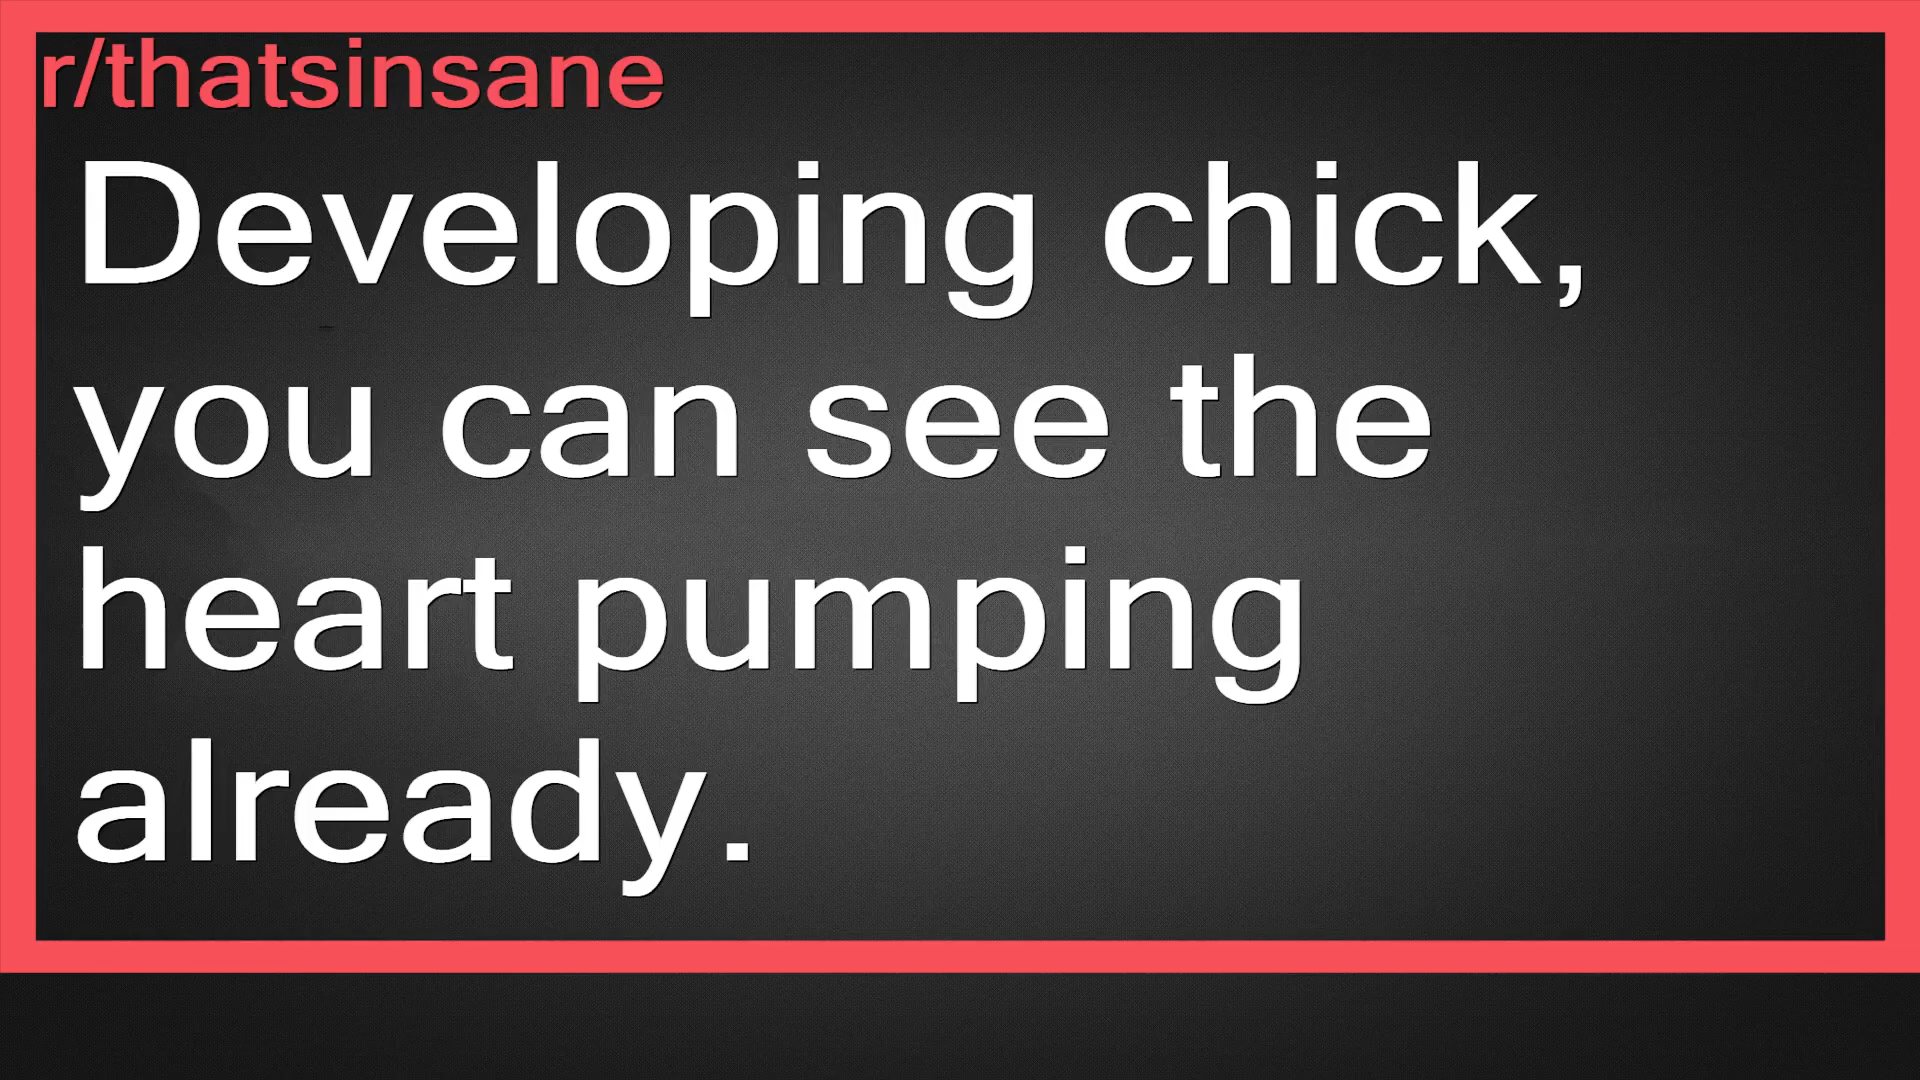 r/thatsinsane
Developing chick,
you can see the
heart pumping
already.